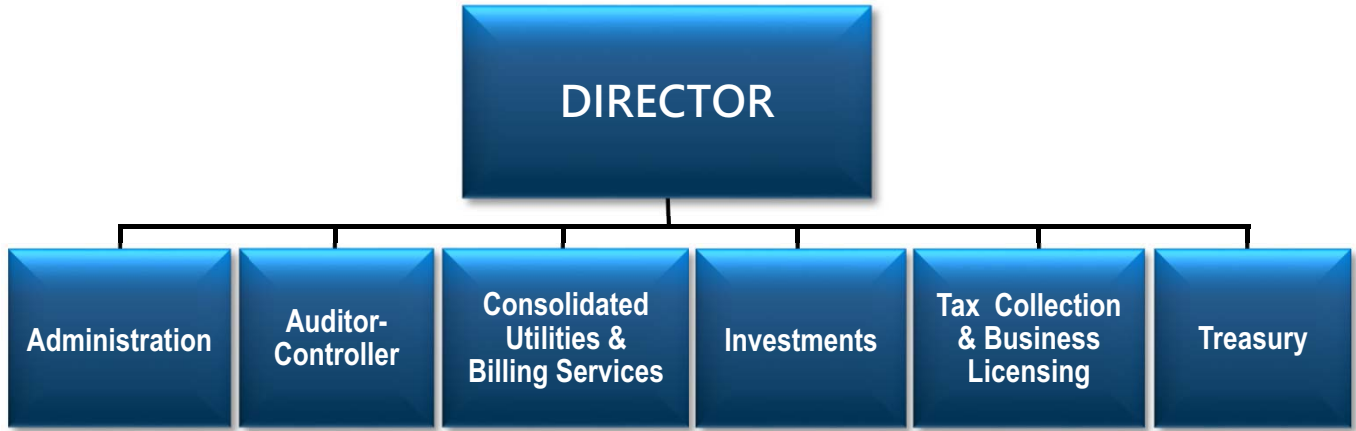 DIRECTOR
Administration
Auditor-
Controller
Consolidated
Utilities &
Billing Services
Investments
Tax Collection
& Business
Licensing
Treasury